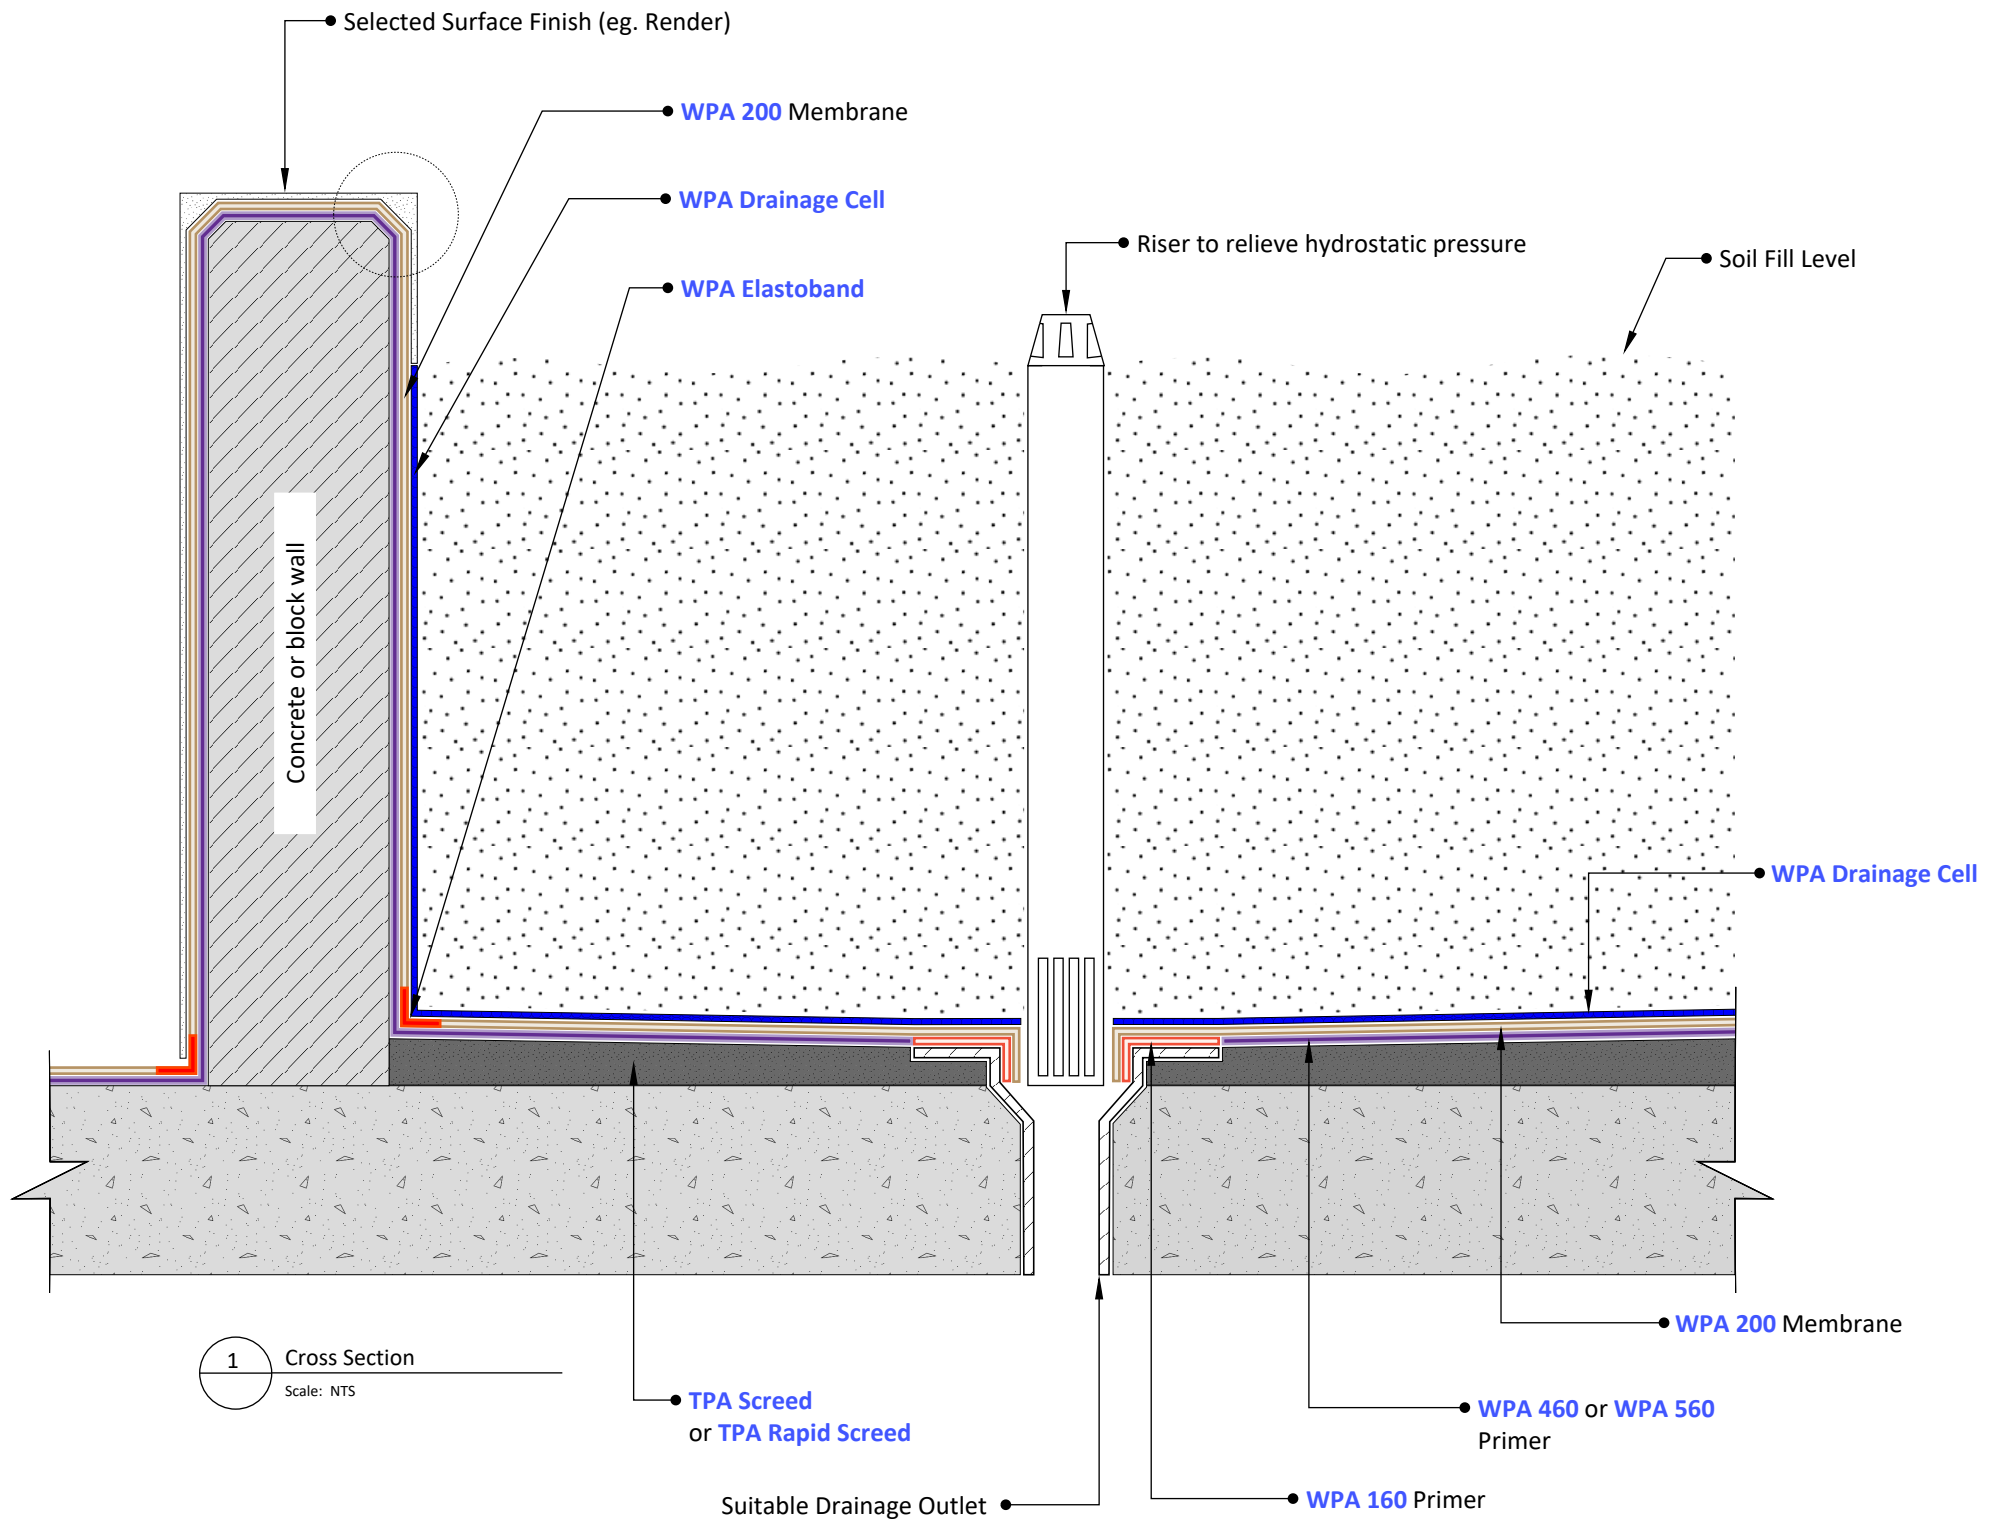 Selected Surface Finish (eg. Render)
WPA 200 Membrane
WPA Drainage Cell
Riser to relieve hydrostatic pressure
Soil Fill Level
WPA Elastoband
Concrete or block wall
WPA Drainage Cell
WPA 200 Membrane
1
Cross Section
Scale: NTS
TPA Screed
or TPA Rapid Screed
WPA 460 or WPA 560
Primer
WPA 160 Primer
Suitable Drainage Outlet